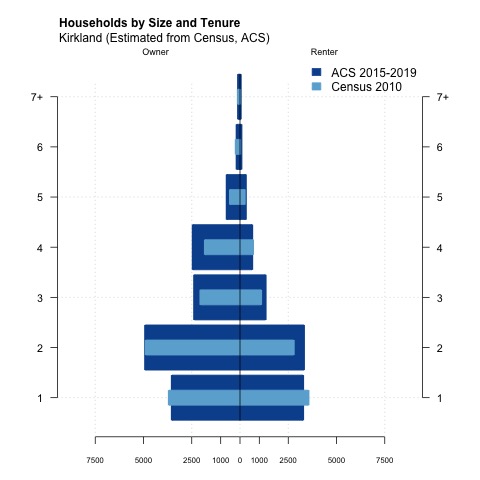 Households by Size and Tenure
Kirkland (Estimated from Census, ACS)
Owner Renter
ACS 2015-2019
Census 2010
7+ 7+
6 6
5 5
4 4
3 3
2 2
1 1
7500 5000 2500 1000 0 1000 2500 5000 7500